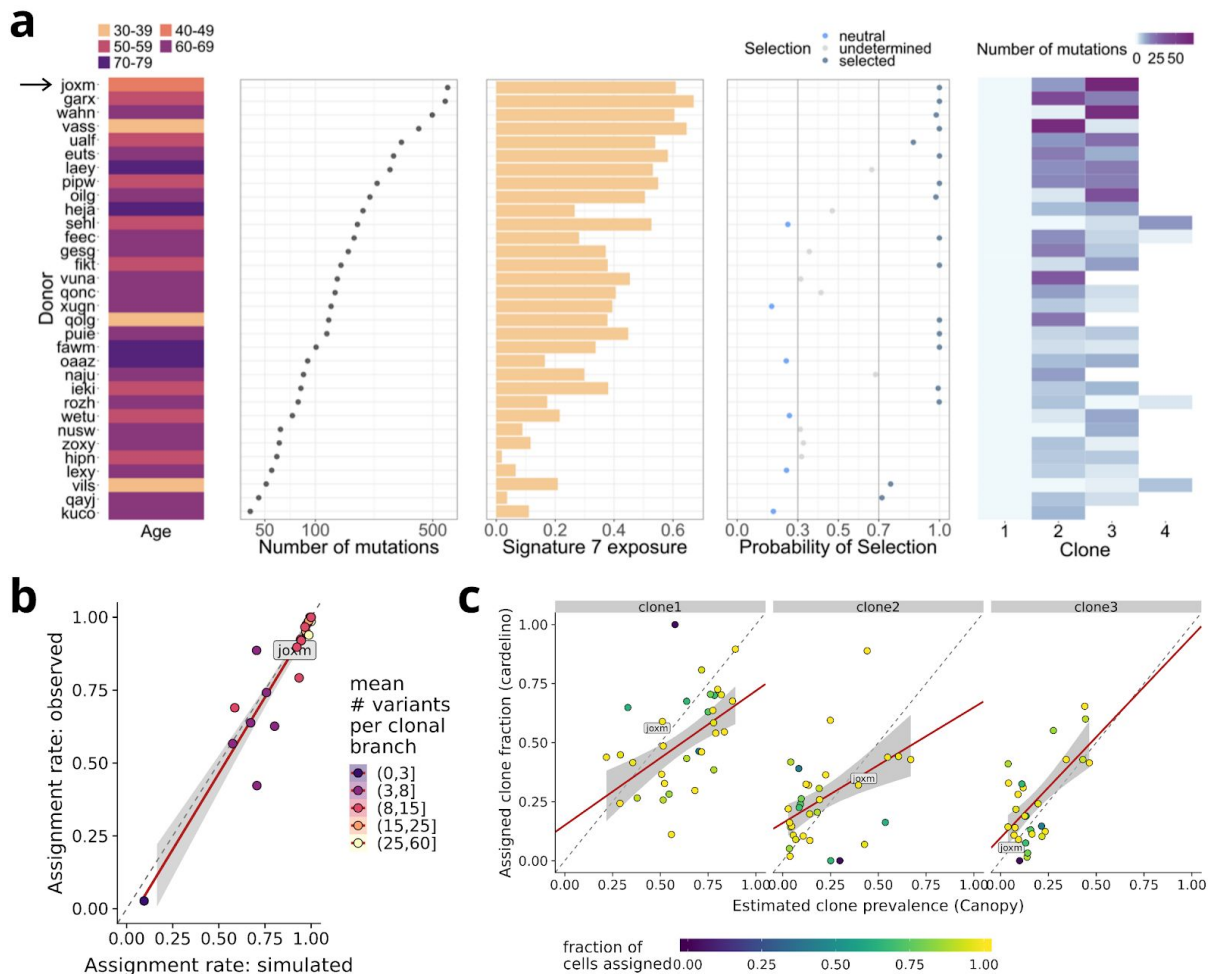 a
30-39 40-49
50-59 60-69
70-79
Selection
neutral
undetermined
selected
Number of mutations
0 25 50
Donor
joxm
garx
wahn
vass
ualf
euts
laey
pipw
oilg
heja
sehl
feec
gesg
fikt
vuna
qonc
xugn
qolg
puie
fawm
oaaz
naju
ieki
rozh
wetu
nusw
zoxy
hipn
lexy
vils
qayj
kuco
Age
50 100 500
Number of mutations
0.0 0.2 0.4 0.6
Signature 7 exposure
0.0 0.3 0.5 0.7 1.0
Probability of Selection
1 2 3 4
Clone
b
Assignment rate: observed
1.00
0.75
0.50
0.25
0.00
joxm
0.00 0.25 0.50 0.75 1.00
Assignment rate: simulated
mean
# variants
per clonal
branch
(0,3]
(3,8]
(8,15]
(15,25]
(25,60]
c
clone1 clone2 clone3
Assigned clone fraction (cardelino)
1.00
0.75
0.50
0.25
0.00
joxm
joxm
joxm
0.00 0.25 0.50 0.75 1.00 0.00 0.25 0.50 0.75 1.00 0.00 0.25 0.50 0.75 1.00
Estimated clone prevalence (Canopy)
fraction of
cells assigned
0.00 0.25 0.50 0.75 1.00